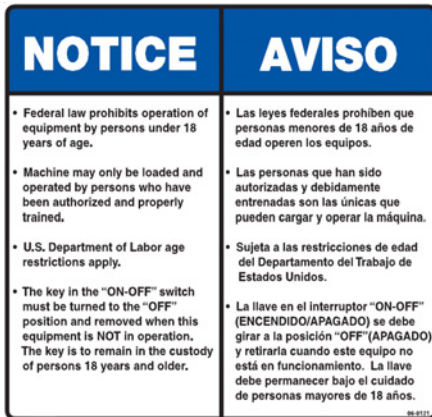 NOTICE
• Federal law prohibits operation of
equipment by persons under 18
years of age.
• Machine may only be loaded and
operated by persons who have
been authorized and properly
trained.
• U.S. Department of Labor age
restrictions apply.
• The key in the “ON-OFF” switch
must be turned to the “OFF”
position and removed when this
equipment is NOT in operation.
The key is to remain in the custody
of persons 18 years and older.
AVISO
• Las leyes federales prohíben que
personas menores de 18 años de
edad operen los equipos.
• Las personas que han sido
autorizadas y debidamente
entrenadas son las únicas que
pueden cargar y operar la máquina.
• Sujeta a las restricciones de edad
del Departamento del Trabajo de
Estados Unidos.
• La llave en el interruptor “ON-OFF”
(ENCENDIDO/APAGADO) se debe
girar a la posición “OFF”(APAGADO)
y retirarla cuando este equipo no
está en funcionamiento. La llave
debe permanecer bajo el cuidado
de personas mayores de 18 años.